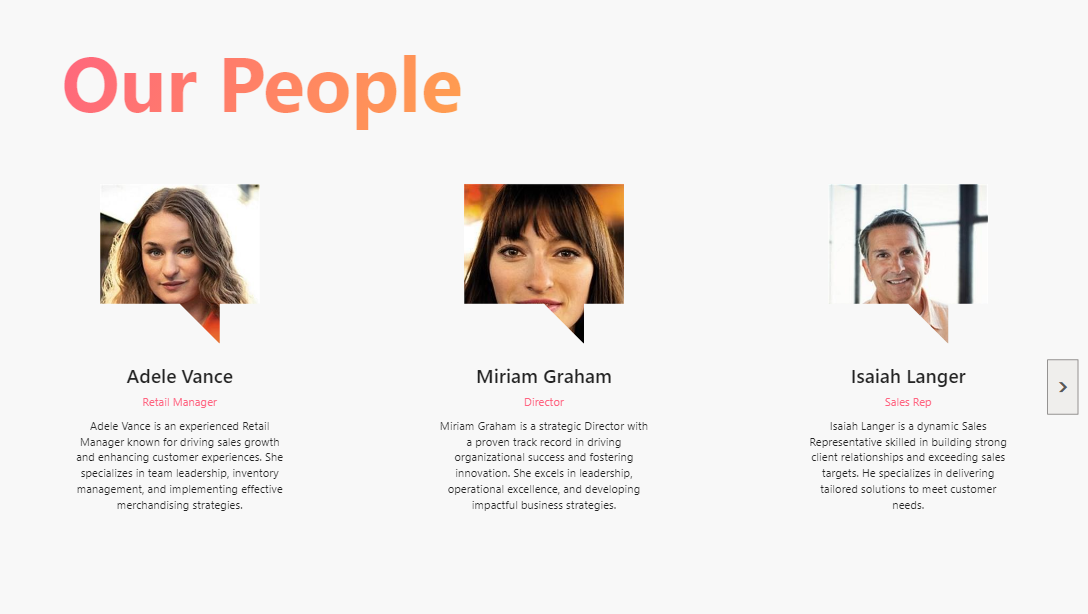 Our People
Adele Vance
Retail Manager
Adele Vance is an experienced Retail
Manager known for driving sales growth
and enhancing customer experiences. She
specializes in team leadership, inventory
management, and implementing effective
merchandising strategies.
Miriam Graham
Director
Miriam Graham is a strategic Director with
a proven track record in driving
organizational success and fostering
innovation. She excels in leadership,
operational excellence, and developing
impactful business strategies.
Isaiah Langer
Sales Rep
Isaiah Langer is a dynamic Sales
Representative skilled in building strong
client relationships and exceeding sales
targets. He specializes in delivering
tailored solutions to meet customer
needs.